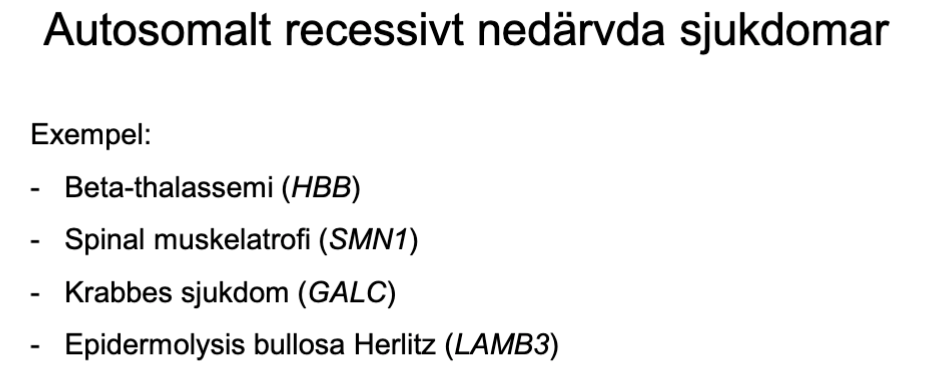 Autosomalt recessivt nedärvda sjukdomar
Exempel:
- Beta-thalassemi (HBB)
- Spinal muskelatrofi (SMN1)
- Krabbes sjukdom (GALC)
- Epidermolysis bullosa Herlitz (LAMB3)